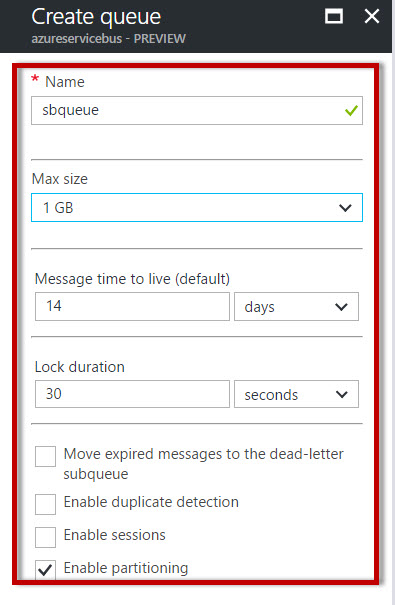 Create queue
azureservicebus - PREVIEW
* Name
sbqueue
Max size
1 GB
Message time to live (default)
14 days
Lock duration
30 seconds
Move expired messages to the dead-letter
subqueue
Enable duplicate detection
Enable sessions
Enable partitioning